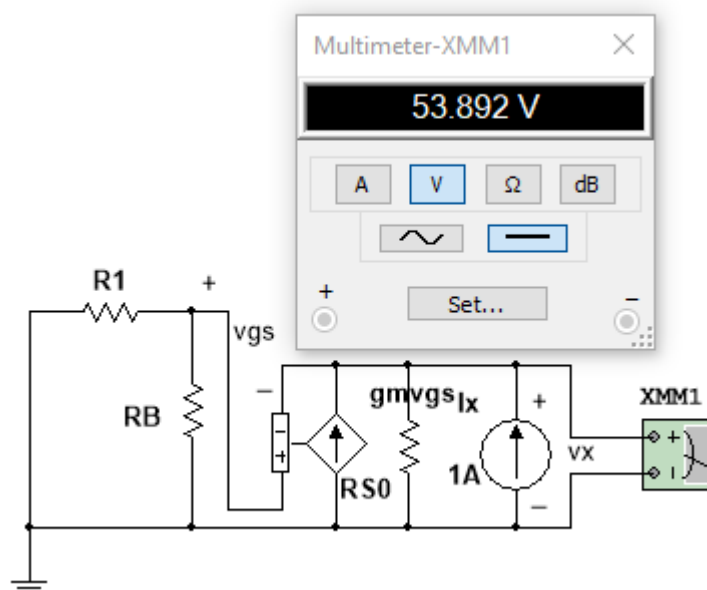 Multimeter-XMM1
53.892 V
A V Ω dB
+ Set... −
R1 +
vgs
RB − gmvgs Ix + XMM1
- +
RS0 1A vx + −
−